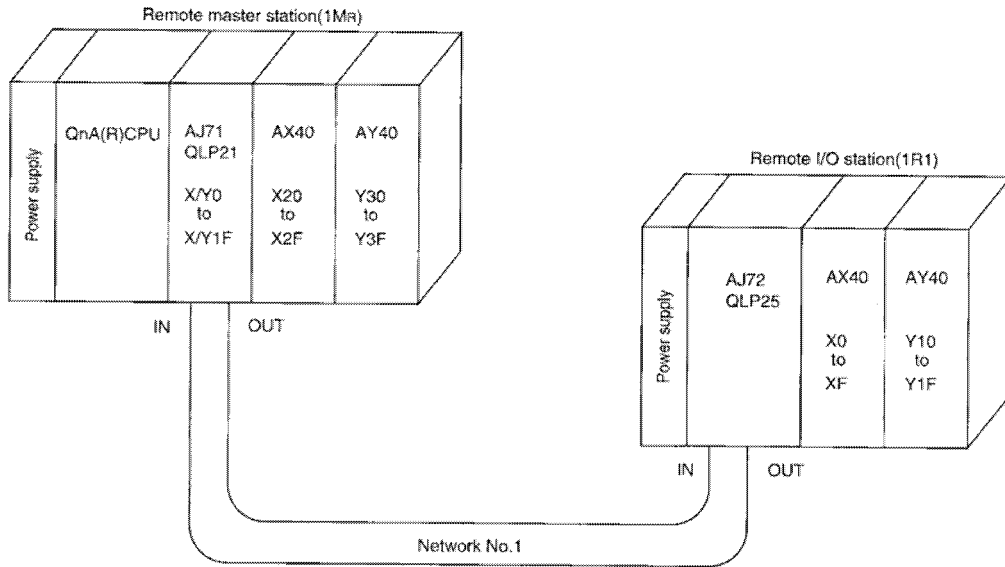 Remote master station(1MR)
Power supply
QnA(R)CPU
AJ71
QLP21
X/Y0
to
X/Y1F
AX40
X20
to
X2F
AY40
Y30
to
Y3F
IN
OUT
Remote I/O station(1R1)
Power supply
AJ72
QLP25
AX40
X0
to
XF
AY40
Y10
to
Y1F
IN
OUT
Network No.1